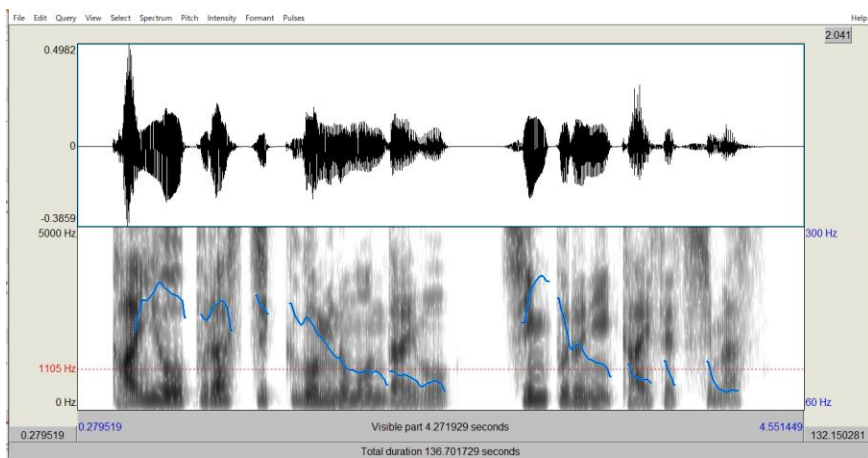 File Edit Query View Select Spectrum Pitch Intensity Formant Pulses Help
2.041
0.4982
0
-0.3859
5000 Hz 300 Hz
1105 Hz
0 Hz 60 Hz
0.279519 Visible part 4.271929 seconds 4.551449
0.279519 132.150281
Total duration 136.701729 seconds